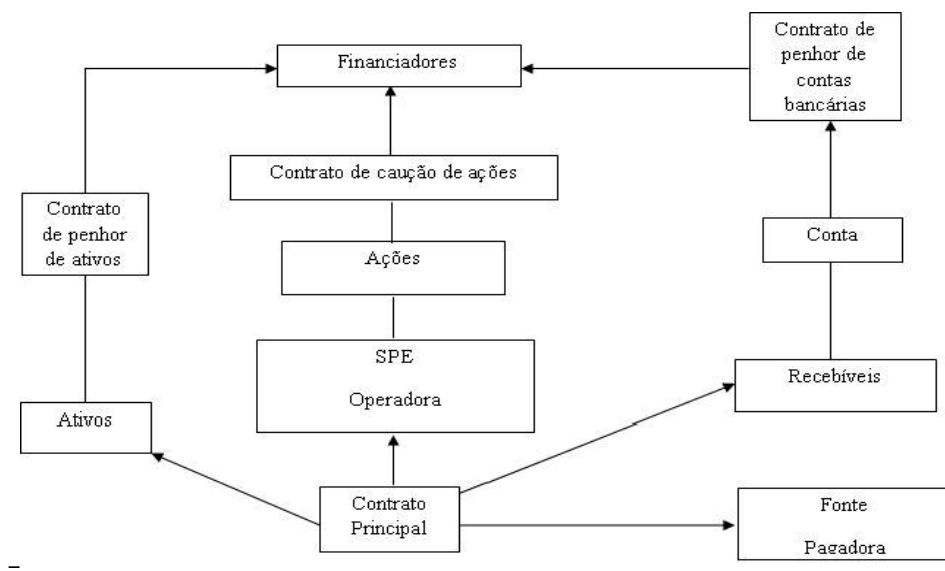 Financiadores
Contrato de
penhor de
contas
bancárias
Contrato de caução de ações
Contrato
de penhor
de ativos
Ações
Conta
SPE
Operadora
Recebíveis
Ativos
Contrato
Principal
Fonte
Pagadora